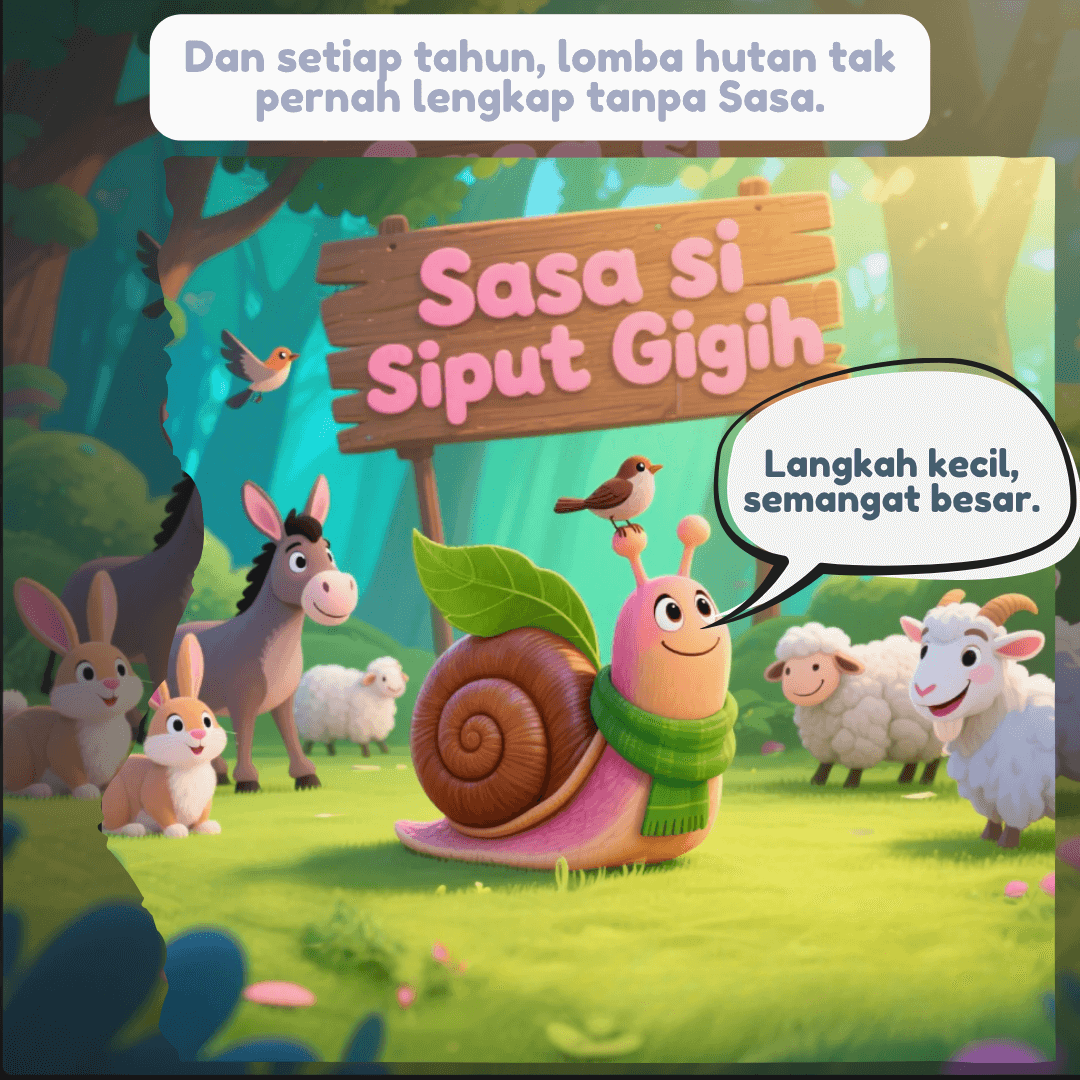 Dan setiap tahun, lomba hutan tak
pernah lengkap tanpa Sasa.
Sasa si
Siput Gigih
Langkah kecil,
semangat besar.